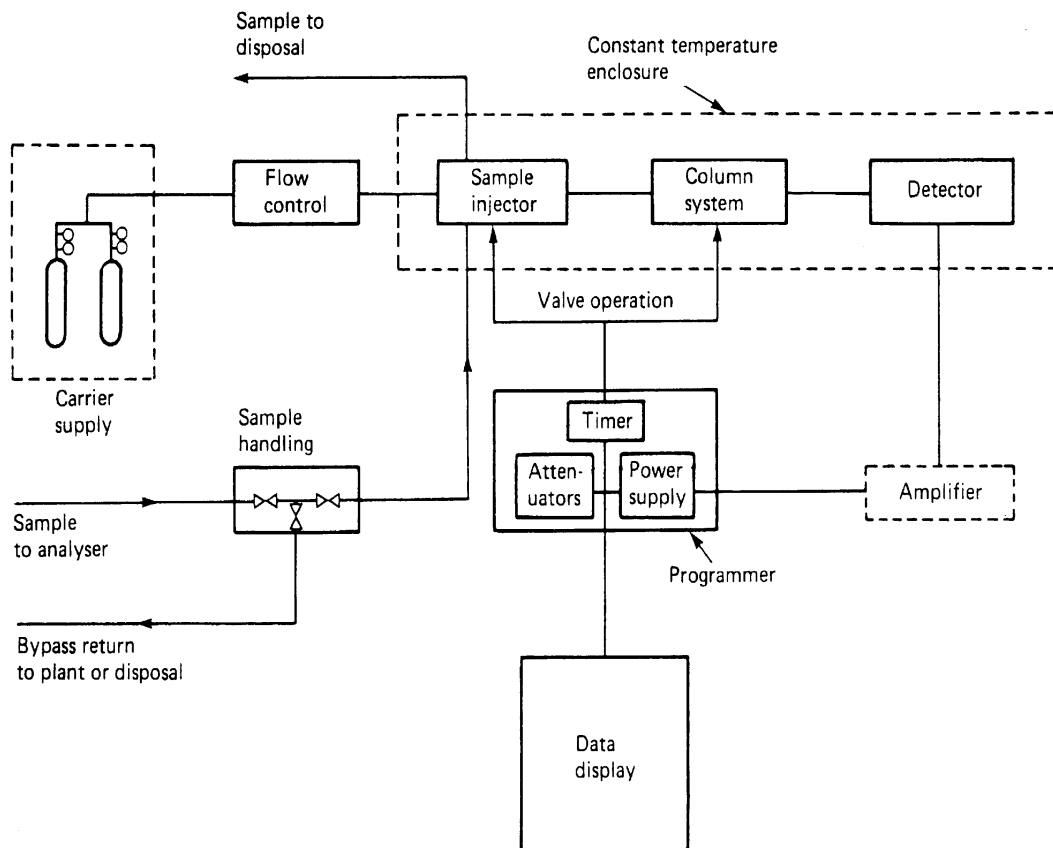 Sample to
disposal
Constant temperature
enclosure
Flow
control
Sample
injector
Column
system
Detector
Valve operation
Carrier
supply
Sample
handling
Timer
Atten-
uators
Power
supply
Amplifier
Sample
to analyser
Programmer
Bypass return
to plant or disposal
Data
display